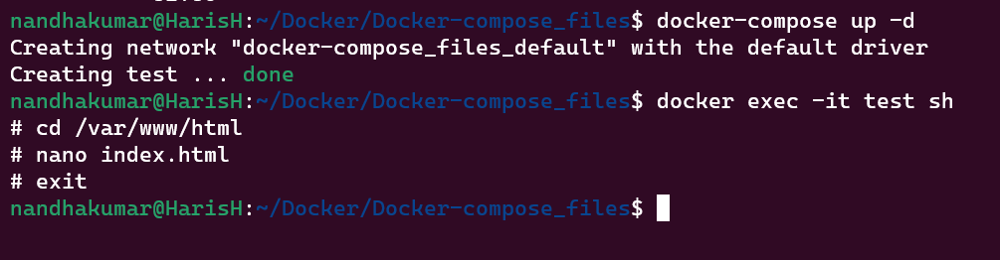 nandhakumar@HarisH:~/Docker/Docker-compose_files$ docker-compose up -d
Creating network "docker-compose_files_default" with the default driver
Creating test ... done
nandhakumar@HarisH:~/Docker/Docker-compose_files$ docker exec -it test sh
# cd /var/www/html
# nano index.html
# exit
nandhakumar@HarisH:~/Docker/Docker-compose_files$